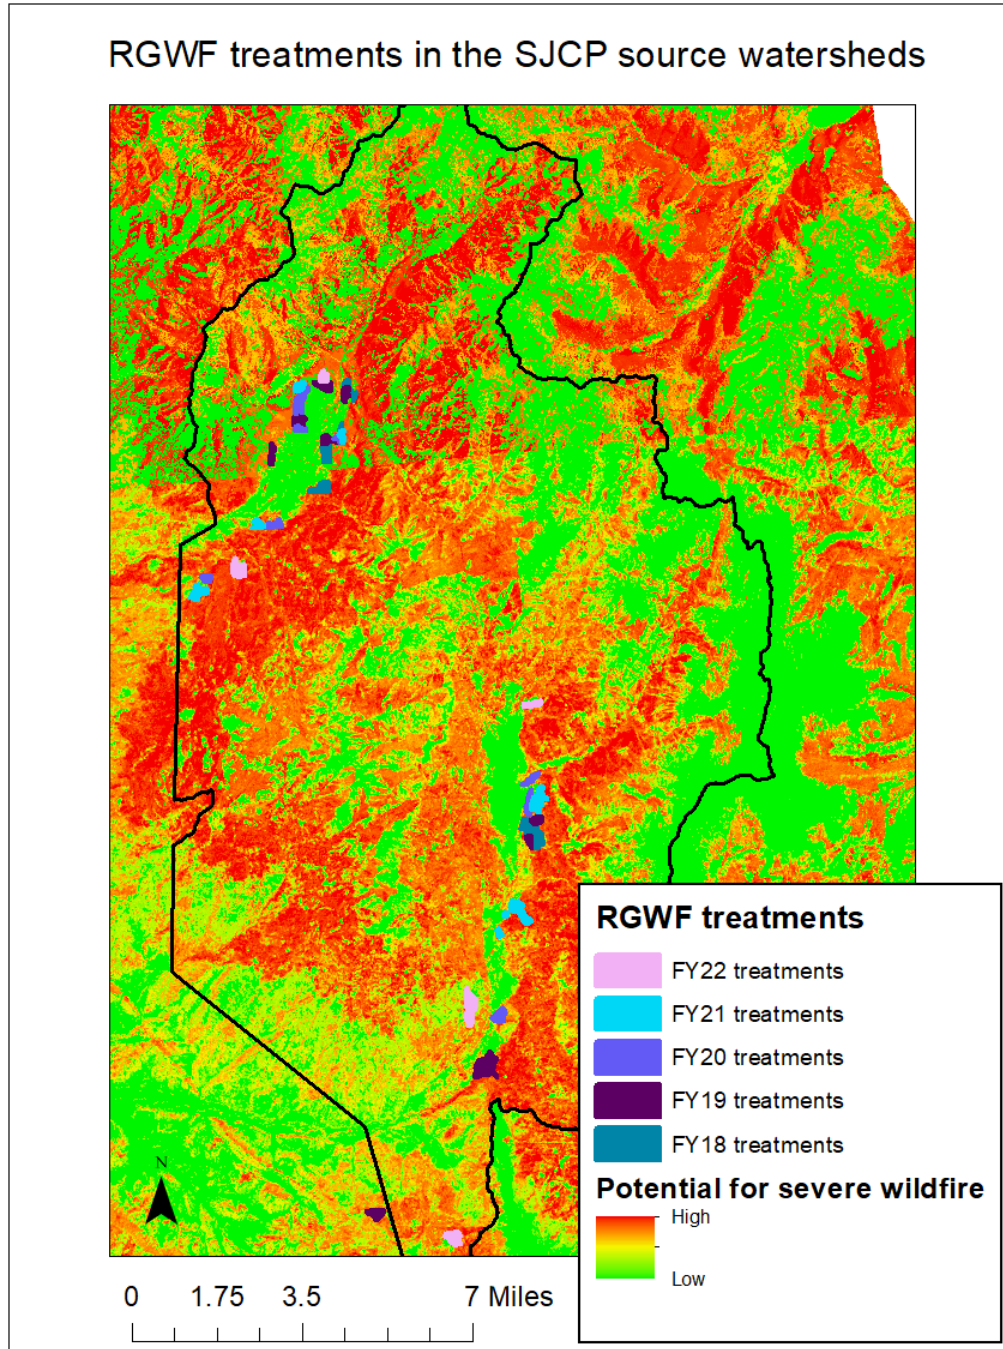 RGWF treatments in the SJCP source watersheds
RGWF treatments
FY22 treatments
FY21 treatments
FY20 treatments
FY19 treatments
FY18 treatments
Potential for severe wildfire
High
Low
N
0 1.75 3.5 7 Miles